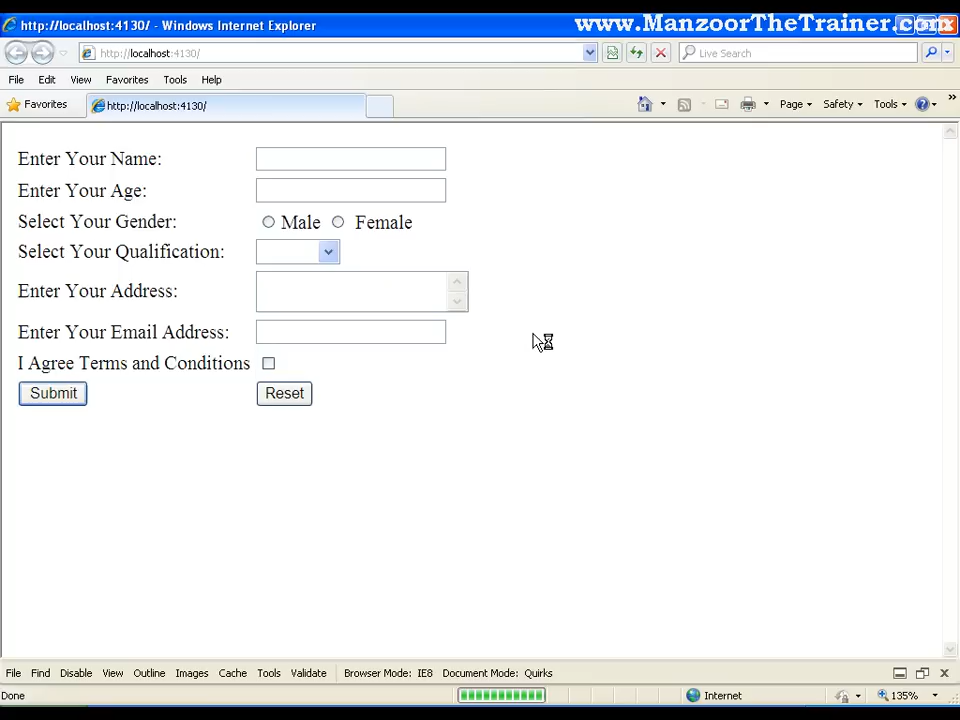 http://localhost:4130/ - Windows Internet Explorer
www.ManzoorTheTrainer.com
http://localhost:4130/
Live Search
File Edit View Favorites Tools Help
Favorites http://localhost:4130/ Page Safety Tools
Enter Your Name:
Enter Your Age:
Select Your Gender: Male Female
Select Your Qualification:
Enter Your Address:
Enter Your Email Address:
I Agree Terms and Conditions
Submit Reset
File Find Disable View Outline Images Cache Tools Validate Browser Mode: IE8 Document Mode: Quirks
Done Internet 135%